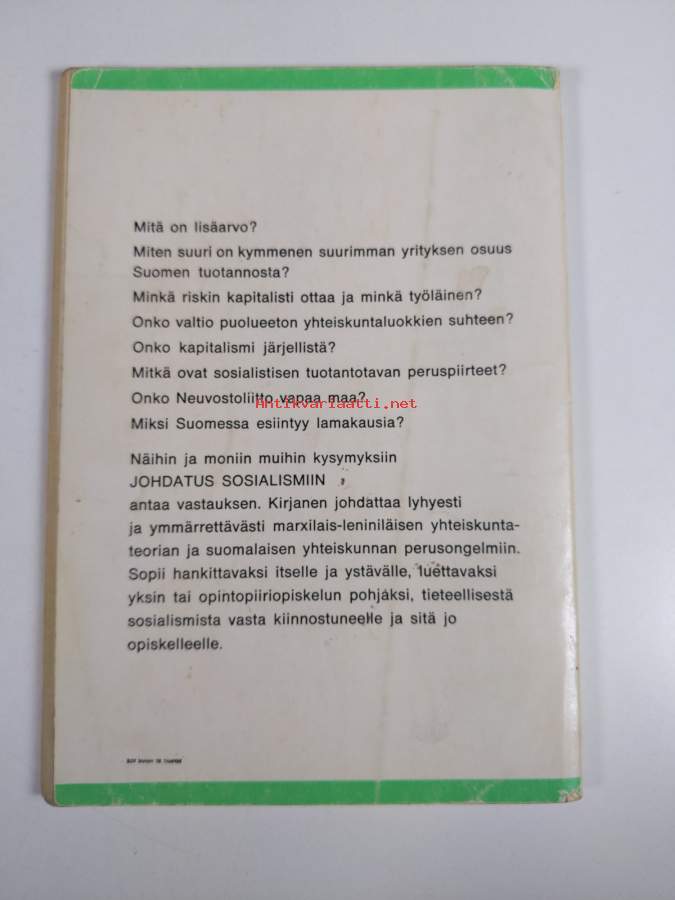 Mitä on lisäarvo?
Miten suuri on kymmenen suurimman yrityksen osuus
Suomen tuotannosta?
Minkä riskin kapitalisti ottaa ja minkä työläinen?
Onko valtio puolueeton yhteiskuntaluokkien suhteen?
Onko kapitalismi järjellistä?
Mitkä ovat sosialistisen tuotantotavan peruspiirteet?
Onko Neuvostoliitto vapaa maa?
Antikvariaatti.net
Miksi Suomessa esiintyy lamakausia?
Näihin ja moniin muihin kysymyksiin
JOHDATUS SOSIALISMIIN
antaa vastauksen. Kirjanen johdattaa lyhyesti
ja ymmärrettävästi marxilais-leniniläisen yhteiskunta-
teorian ja suomalaisen yhteiskunnan perusongelmiin.
Sopii hankittavaksi itselle ja ystävälle, luettavaksi
yksin tai opintopiiriopiskelun pohjaksi, tieteellisestä
sosialismista vasta kiinnostuneelle ja sitä jo
opiskelleelle.